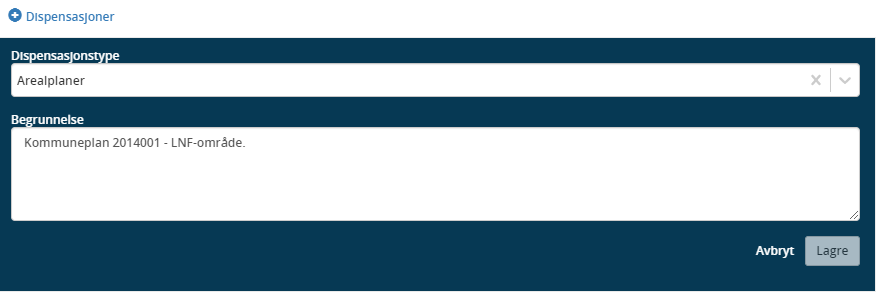 Dispensasjoner
Dispensasjonstype
Arealplaner
Begrunnelse
Kommuneplan 2014001 - LNF-område.
Avbryt Lagre